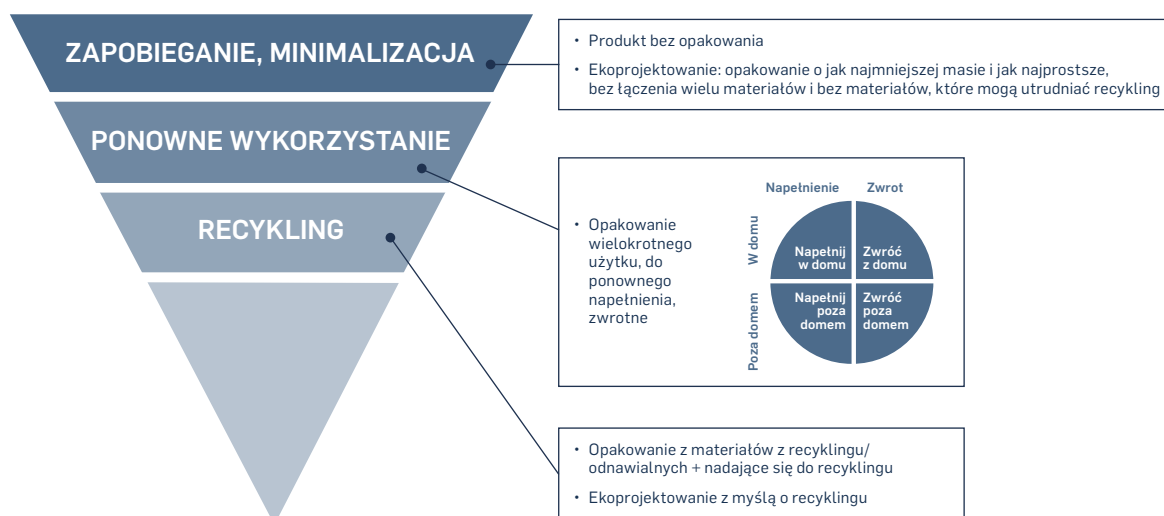 ZAPOBIEGANIE, MINIMALIZACJA
• Produkt bez opakowania
• Ekoprojektowanie: opakowanie o jak najmniejszej masie i jak najprostsze,
bez łączenia wielu materiałów i bez materiałów, które mogą utrudniać recykling
PONOWNE WYKORZYSTANIE
• Opakowanie
wielokrotnego
użytku, do
ponownego
napełnienia,
zwrotne
Napełnienie
Zwrot
W domu
Napełnij
w domu
Zwróć
z domu
Poza domem
Napełnij
poza
domem
Zwróć
poza
domem
RECYKLING
• Opakowanie z materiałów z recyklingu/
odnawialnych + nadające się do recyklingu
• Ekoprojektowanie z myślą o recyklingu